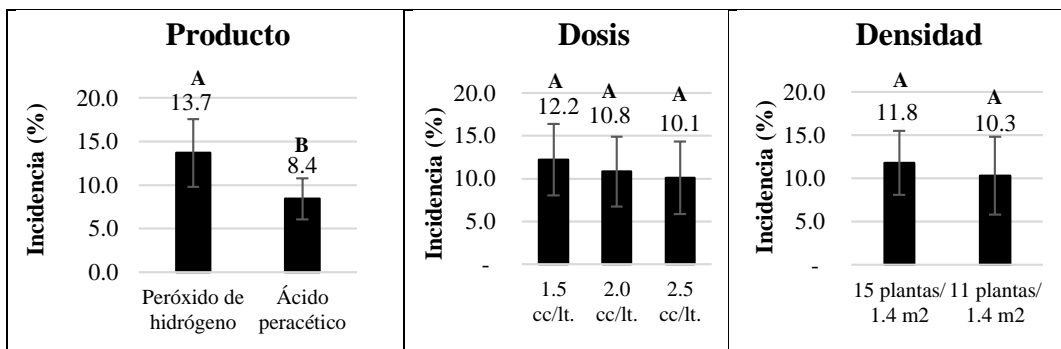 Producto
Incidencia (%)
20.0
15.0
10.0
5.0
0.0
A
13.7
B
8.4
Peróxido de
hidrógeno
Ácido
peracético
Dosis
Incidencia (%)
20.0
15.0
10.0
5.0
-
A
12.2
A
10.8
A
10.1
1.5
cc/lt.
2.0
cc/lt.
2.5
cc/lt.
Densidad
Incidencia (%)
20.0
15.0
10.0
5.0
-
A
11.8
A
10.3
15 plantas/
1.4 m2
11 plantas/
1.4 m2